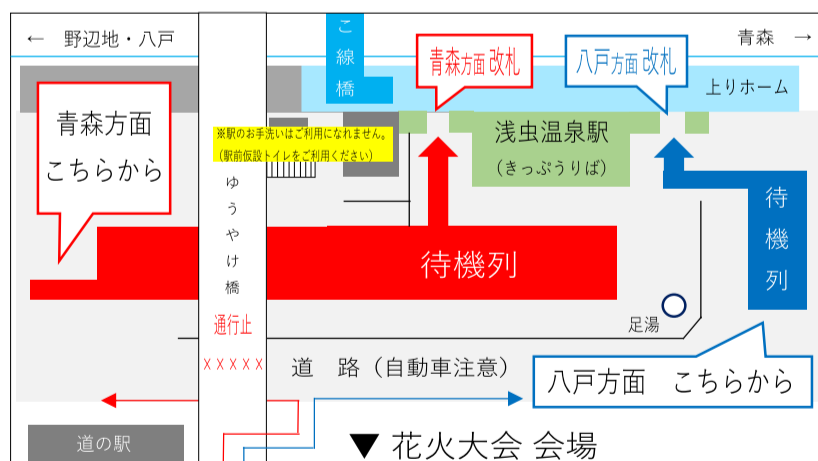 ← 野辺地・八戸
青森 →
こ線橋
青森方面 改札
八戸方面 改札
上りホーム
青森方面
こちらから
※駅のお手洗いはご利用になれません。
（駅前仮設トイレをご利用ください）
浅虫温泉駅
（きっぷうりば）
ゆうやけ橋
通行止
×××××
待機列
待機列
足湯
道 路（自動車注意）
八戸方面 こちらから
道の駅
▼ 花火大会 会場